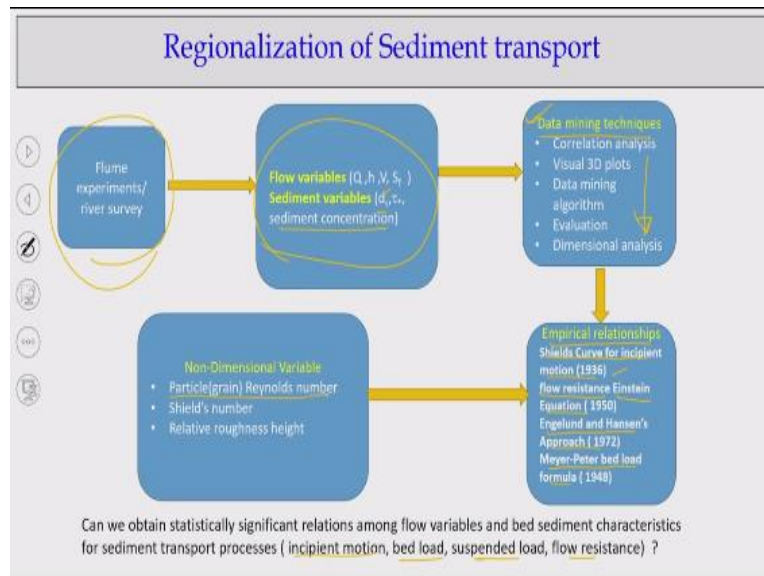 Regionalization of Sediment transport
Flume
experiments/
river survey
Flow variables (Q ,h ,V, Sf )
Sediment variables (d ,τ*,
sediment concentration)
Data mining techniques
• Correlation analysis
• Visual 3D plots
• Data mining
algorithm
• Evaluation
• Dimensional analysis
Non-Dimensional Variable
• Particle(grain) Reynolds number
• Shield's number
• Relative roughness height
Empirical relationships
Shields Curve for incipient
motion (1936)
flow resistance Einstein
Equation ( 1950)
Engelund and Hansen's
Approach ( 1972)
Meyer-Peter bed load
formula ( 1948)
Can we obtain statistically significant relations among flow variables and bed sediment characteristics
for sediment transport processes ( incipient motion, bed load, suspended load, flow resistance) ?